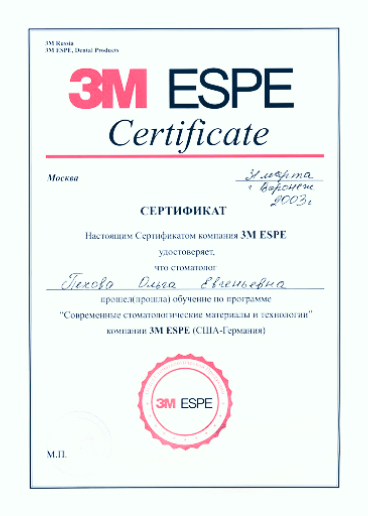 3M Russia
3M ESPE, Dental Products
3M ESPE
Certificate
Москва
марта
г. Воронеж
2003г
СЕРТИФИКАТ
Настоящим Сертификатом компания 3M ESPE
удостоверяет,
что стоматолог
Пехова Ольга Евгеньевна
прошел(прошла) обучение по программе
"Современные стоматологические материалы и технологии"
компании 3M ESPE (США-Германия)
3M ESPE
М.П.